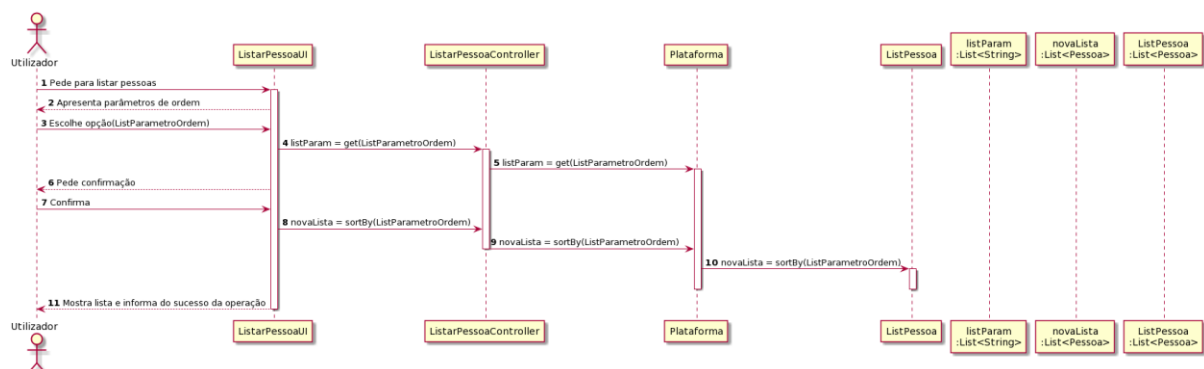 Utilizador
ListarPessoaUI
ListarPessoaController
Plataforma
ListPessoa
listParam
:List<String>
novaLista
:List<Pessoa>
ListPessoa
:List<Pessoa>
1 Pede para listar pessoas
2 Apresenta parâmetros de ordem
3 Escolhe opção(ListParametroOrdem)
4 listParam = get(ListParametroOrdem)
5 listParam = get(ListParametroOrdem)
6 Pede confirmação
7 Confirma
8 novaLista = sortBy(ListParametroOrdem)
9 novaLista = sortBy(ListParametroOrdem)
10 novaLista = sortBy(ListParametroOrdem)
11 Mostra lista e informa do sucesso da operação
Utilizador
ListarPessoaUI
ListarPessoaController
Plataforma
ListPessoa
listParam
:List<String>
novaLista
:List<Pessoa>
ListPessoa
:List<Pessoa>